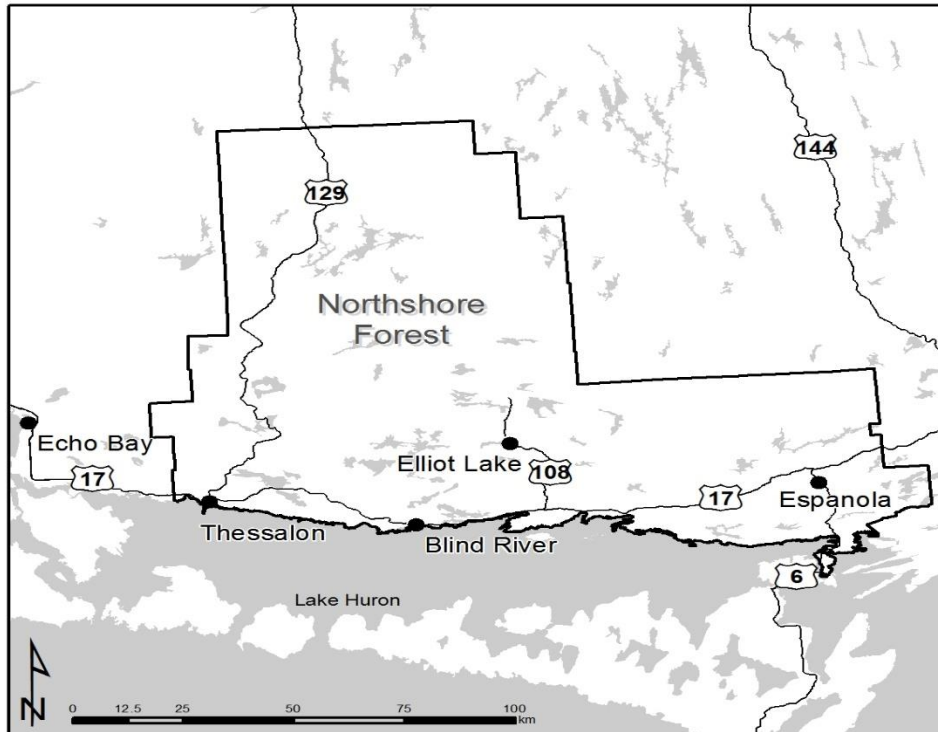 144
129
Northshore
Forest
Echo Bay
Elliot Lake
108
17
17
Espanola
Thessalon
Blind River
6
Lake Huron
N
0 12.5 25 50 75 100
km